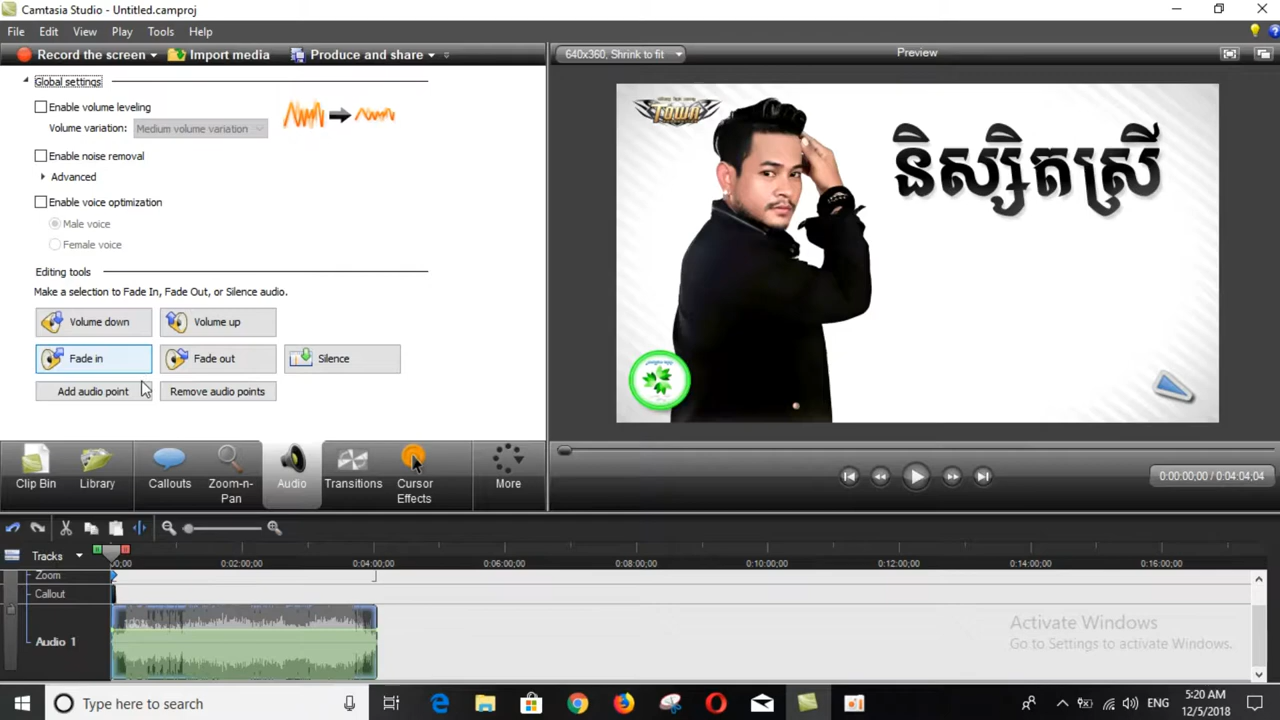 Camtasia Studio - Untitled.camproj
File Edit View Play Tools Help
Record the screen Import media Produce and share
640x360, Shrink to fit
Preview
Global settings
Enable volume leveling
Volume variation: Medium volume variation
Enable noise removal
Advanced
Enable voice optimization
Male voice
Female voice
Editing tools
Make a selection to Fade In, Fade Out, or Silence audio.
Volume down Volume up
Fade in Fade out Silence
Add audio point Remove audio points
TOWN
និស្សិតស្រី
Clip Bin Library Callouts Zoom-n-Pan Audio Transitions Cursor Effects More
0:00:00;00 / 0:04:04;04
Tracks
00;00 0:02:00;00 0:04:00;00 0:06:00;00 0:08:00;00 0:10:00;00 0:12:00;00 0:14:00;00 0:16:00;00
Zoom
Callout
Audio 1
Activate Windows
Go to Settings to activate Windows.
Type here to search
ENG
5:20 AM
12/5/2018